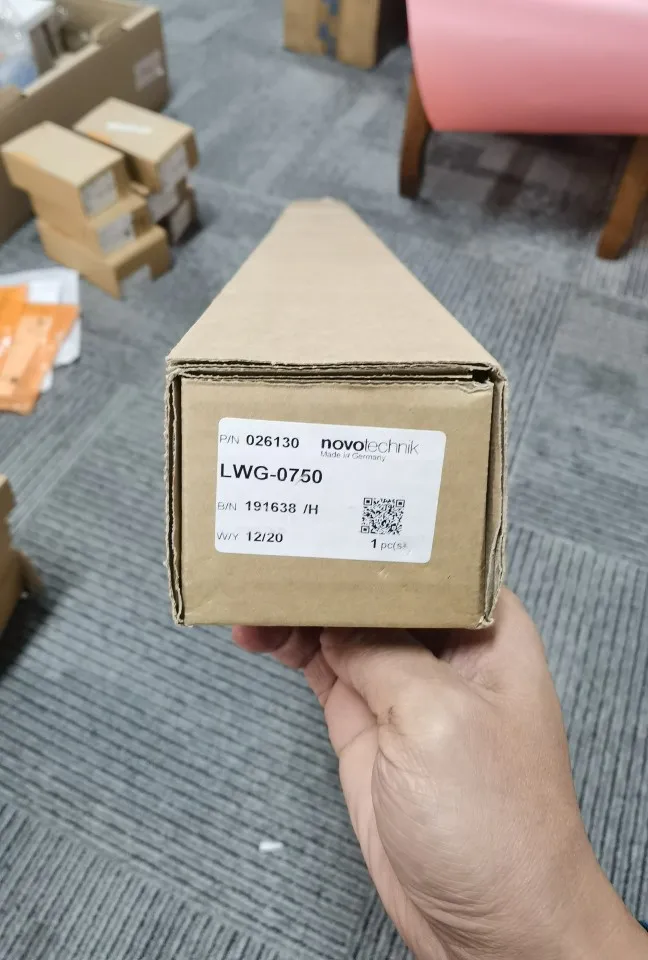 P/N 026130 novotechnik
Made in Germany
LWG-0750
B/N 191638 /H
W/Y 12/20
1 pc(s)